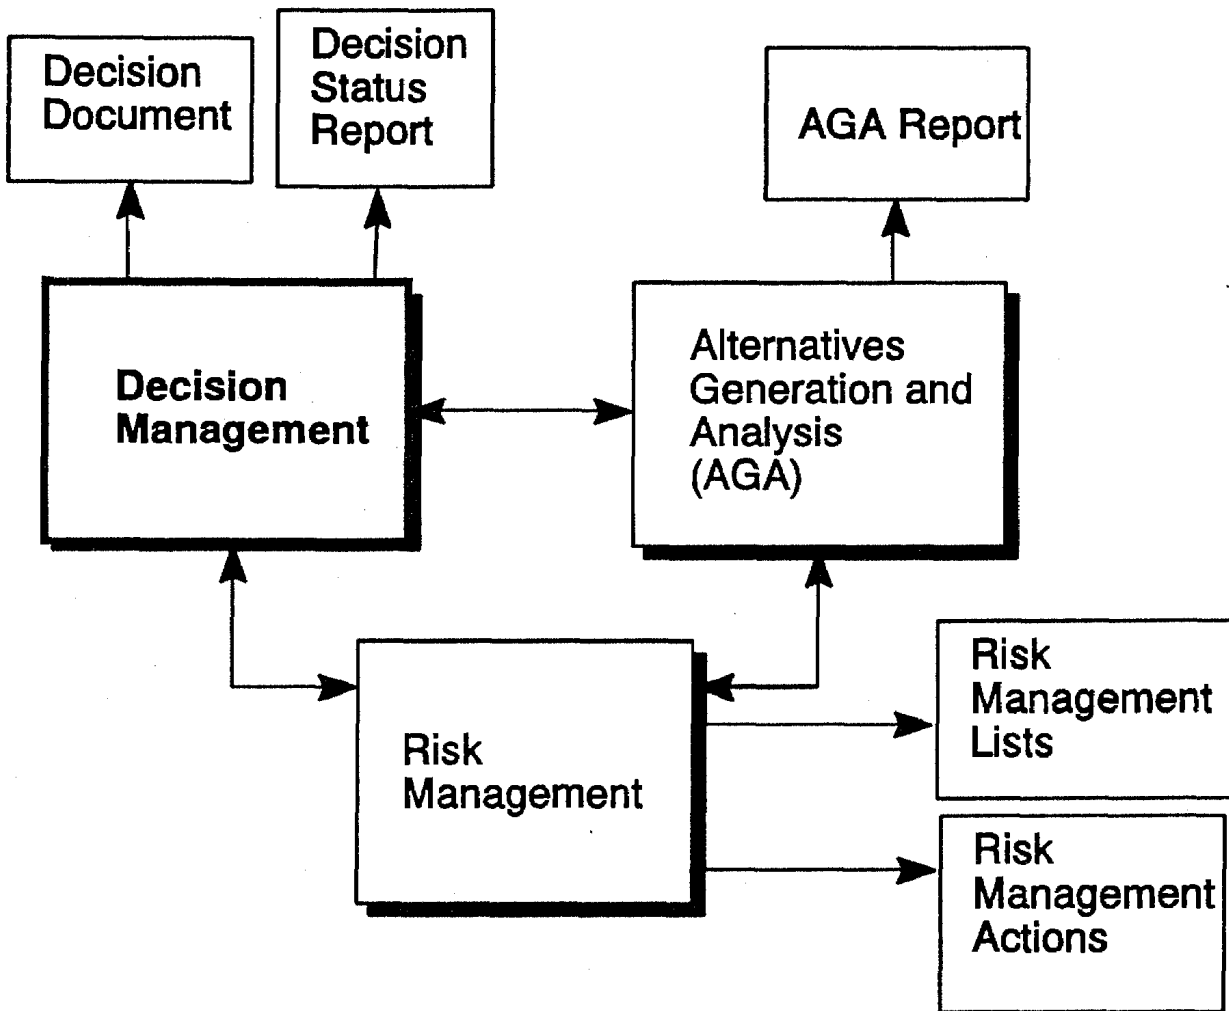 Decision
Document
Decision
Status
Report
AGA Report
Decision
Management
Alternatives
Generation and
Analysis
(AGA)
Risk
Management
Risk
Management
Lists
Risk
Management
Actions